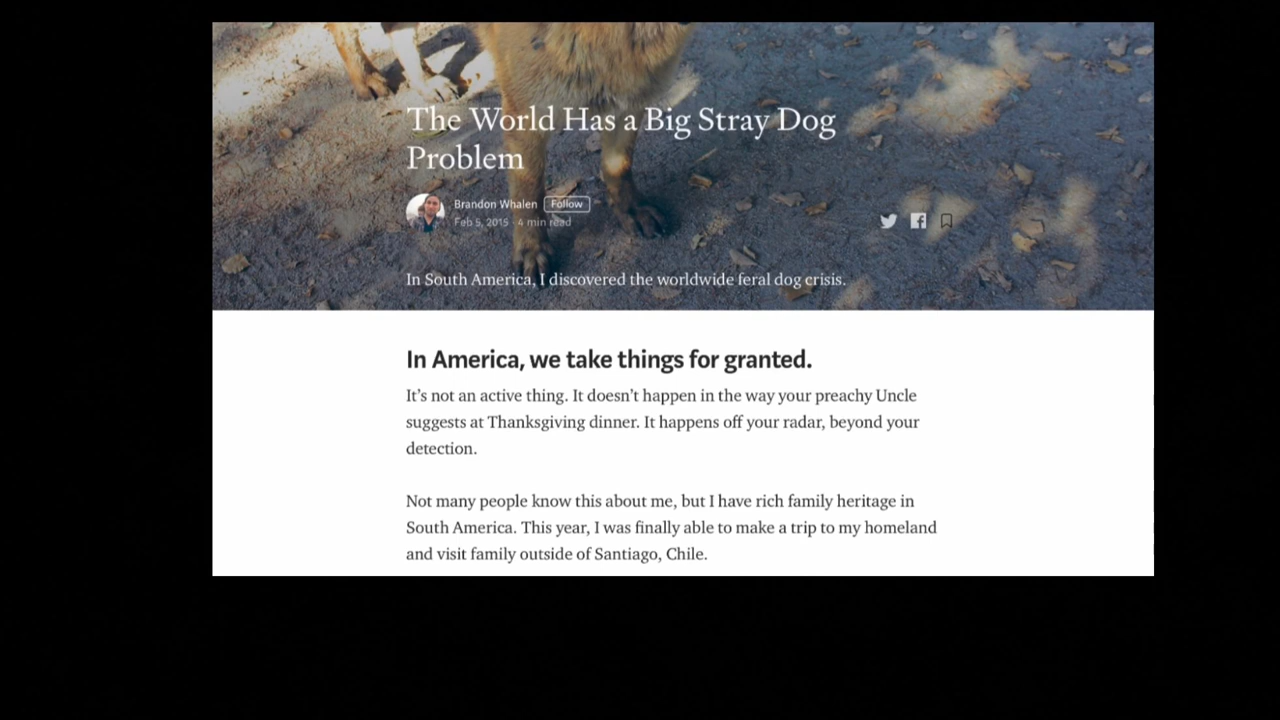 The World Has a Big Stray Dog
Problem
Brandon Whalen Follow
Feb 5, 2015 · 4 min read
In South America, I discovered the worldwide feral dog crisis.
In America, we take things for granted.
It’s not an active thing. It doesn’t happen in the way your preachy Uncle
suggests at Thanksgiving dinner. It happens off your radar, beyond your
detection.
Not many people know this about me, but I have rich family heritage in
South America. This year, I was finally able to make a trip to my homeland
and visit family outside of Santiago, Chile.